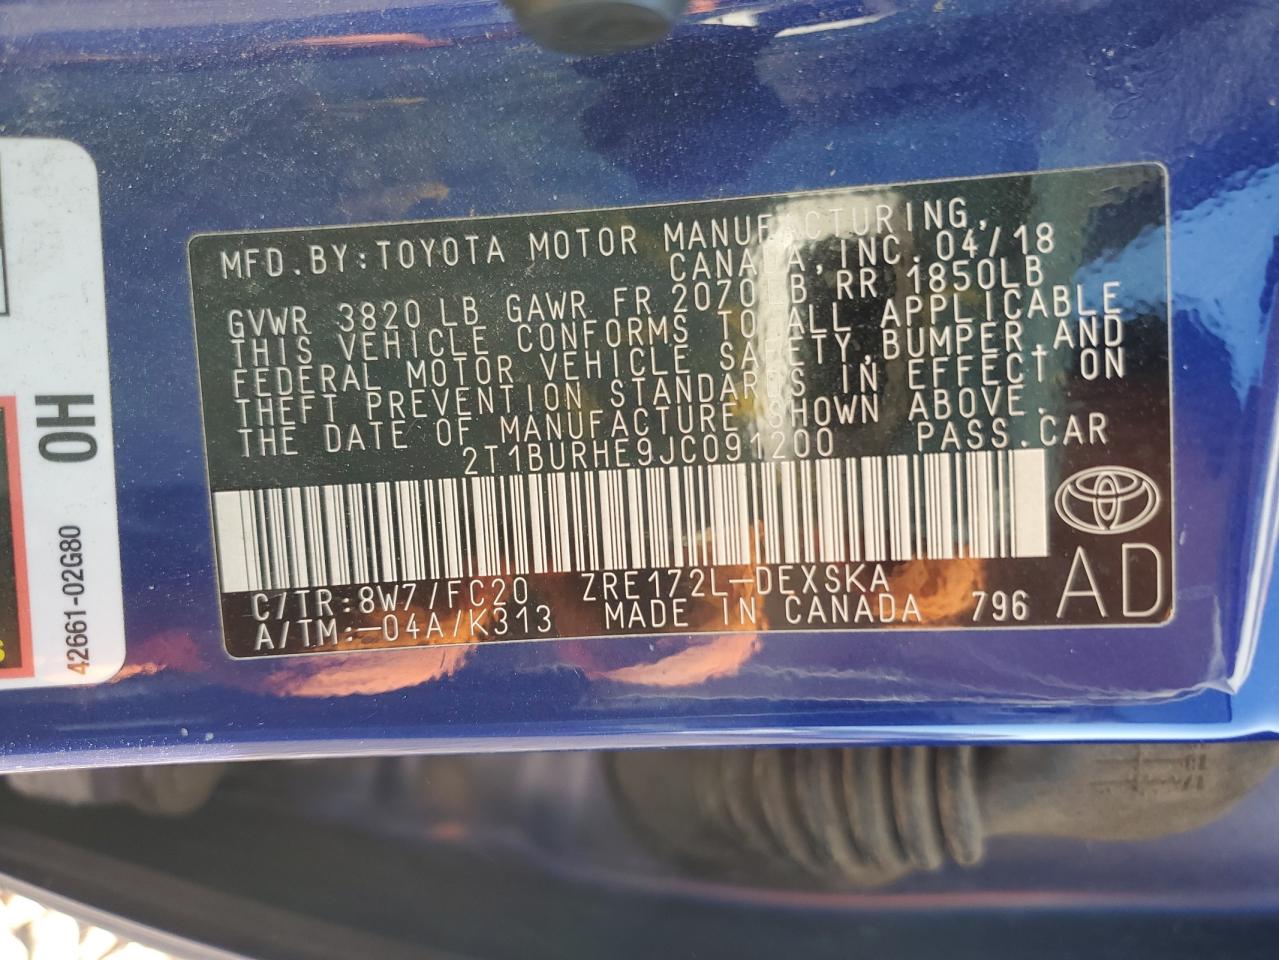 MFD.BY:TOYOTA MOTOR MANUFACTURING,
CANADA,INC. 04/18
GVWR 3820 LB GAWR FR 2070LB RR 1850LB
THIS VEHICLE CONFORMS TO ALL APPLICABLE
FEDERAL MOTOR VEHICLE SAFETY,BUMPER,AND
THEFT PREVENTION STANDARDS IN EFFECT ON
THE DATE OF MANUFACTURE SHOWN ABOVE.
2T1BURHE9JC091200 PASS.CAR
C/TR:8W7/FC20 ZRE172L-DEXSKA
A/TM:-04A/K313 MADE IN CANADA 796
AD
0H
42661-02G80